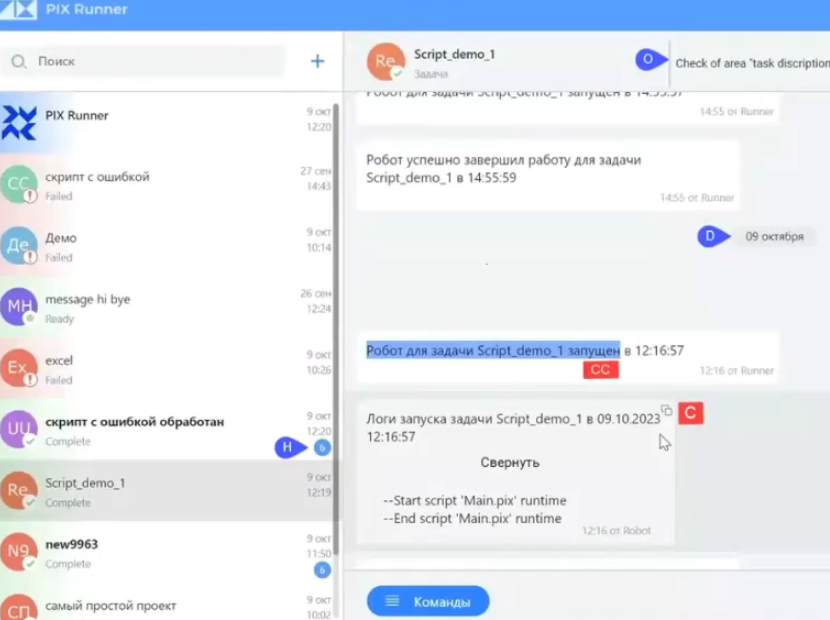 PIX Runner
Поиск
+
PIX Runner
9 окт
12:20
CC
скрипт с ошибкой
Failed
27 сен
14:43
Де
Демо
Failed
9 окт
10:14
MH
message hi bye
Ready
26 сен
12:24
Ex
excel
Failed
9 окт
10:26
UU
скрипт с ошибкой обработан
Complete
9 окт
12:20
H
6
Re
Script_demo_1
Complete
9 окт
12:19
N9
new9963
Complete
9 окт
11:50
6
СП
самый простой проект
9 окт
10:02
Re
Script_demo_1
Задача
O
Check of area "task discription
Робот для задачи Script_demo_1 запущен в 14:55:57
14:55 от Runner
Робот успешно завершил работу для задачи
Script_demo_1 в 14:55:59
14:55 от Runner
D
09 октября
Робот для задачи Script_demo_1 запущен в 12:16:57
CC
12:16 от Runner
Логи запуска задачи Script_demo_1 в 09.10.2023
C
12:16:57
Свернуть
--Start script 'Main.pix' runtime
--End script 'Main.pix' runtime
12:16 от Robot
Команды